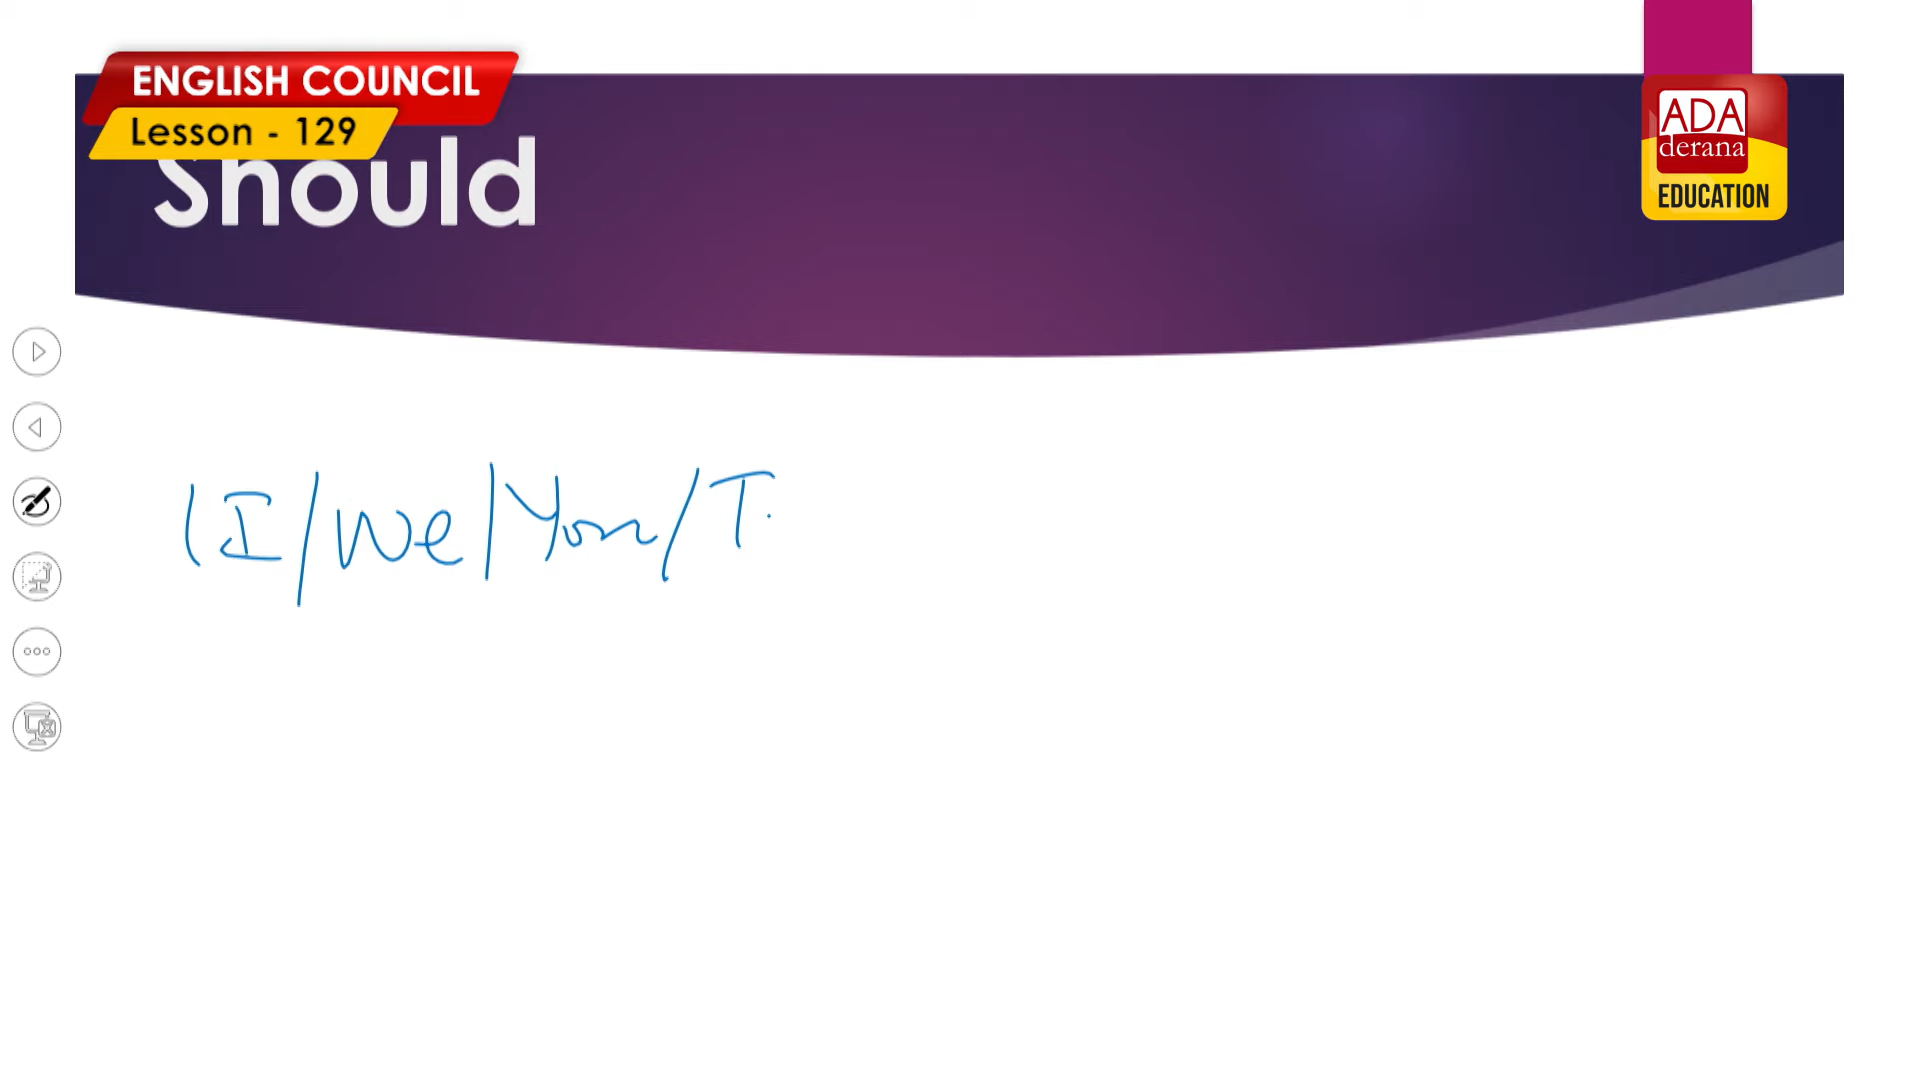 ENGLISH COUNCIL
Lesson - 129
Should
ADA
derana
EDUCATION
(I/We/You/T